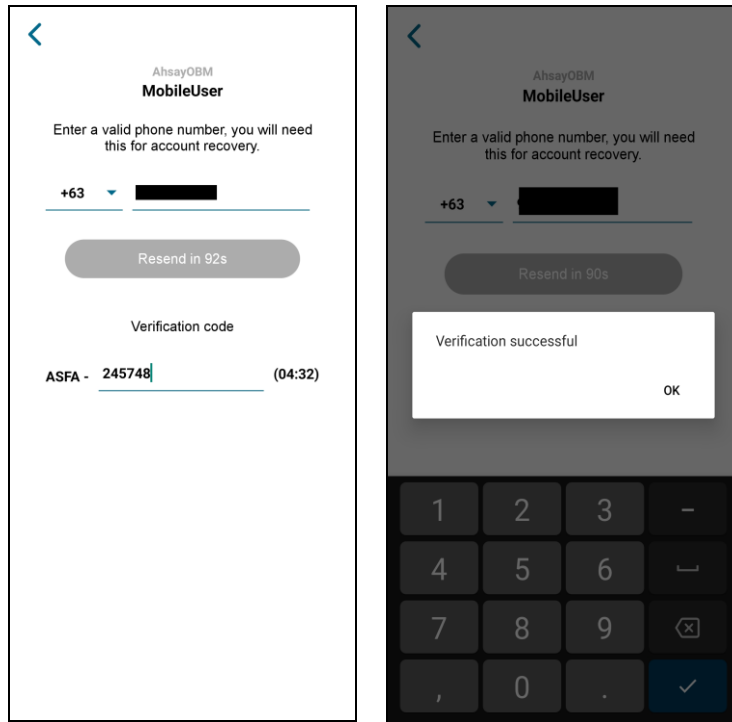 AhsayOBM
MobileUser
Enter a valid phone number, you will need
this for account recovery.
+63
Resend in 92s
Verification code
ASFA - 245748 (04:32)
AhsayOBM
MobileUser
Enter a valid phone number, you will need
this for account recovery.
+63
Resend in 90s
Verification successful
OK
1 2 3 -
4 5 6
7 8 9
, 0 .